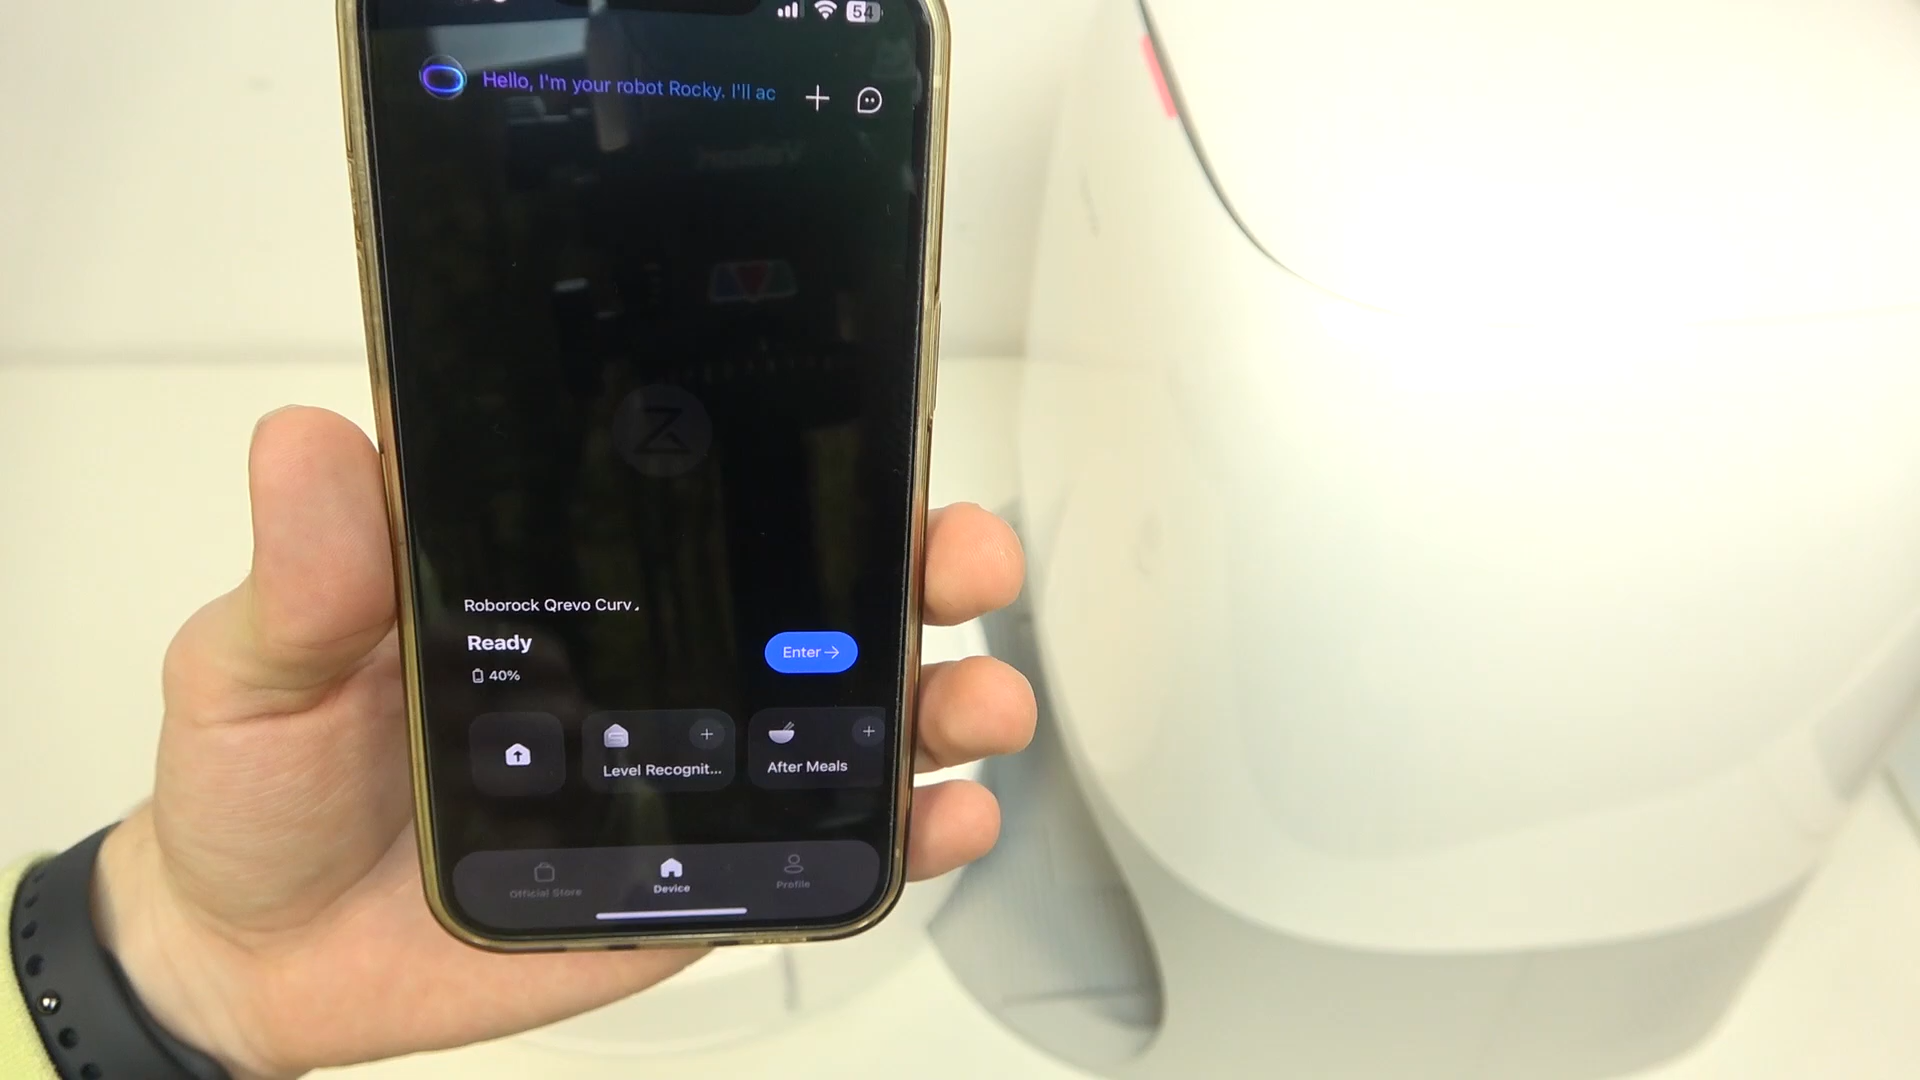 54
Hello, I'm your robot Rocky. I'll ac
Roborock Qrevo Curv
Ready
Enter →
40%
Level Recognit...
After Meals
Official Store
Device
Profile